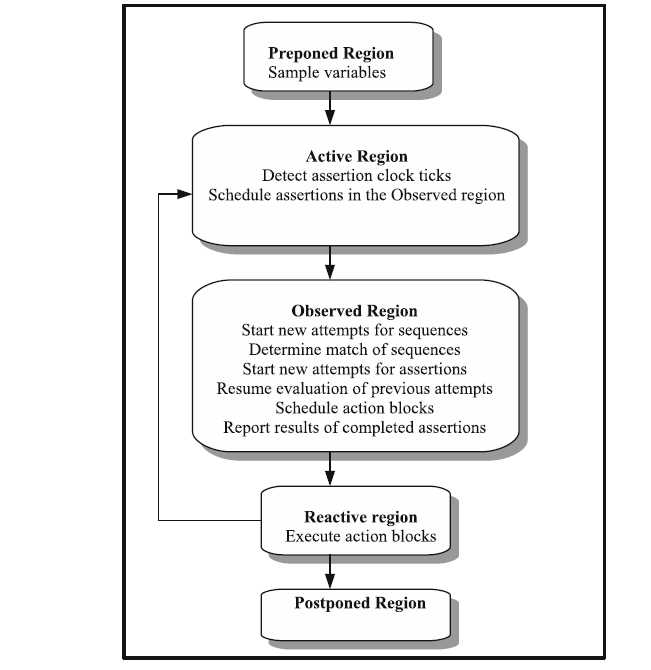 Preponed Region
Sample variables
Active Region
Detect assertion clock ticks
Schedule assertions in the Observed region
Observed Region
Start new attempts for sequences
Determine match of sequences
Start new attempts for assertions
Resume evaluation of previous attempts
Schedule action blocks
Report results of completed assertions
Reactive region
Execute action blocks
Postponed Region